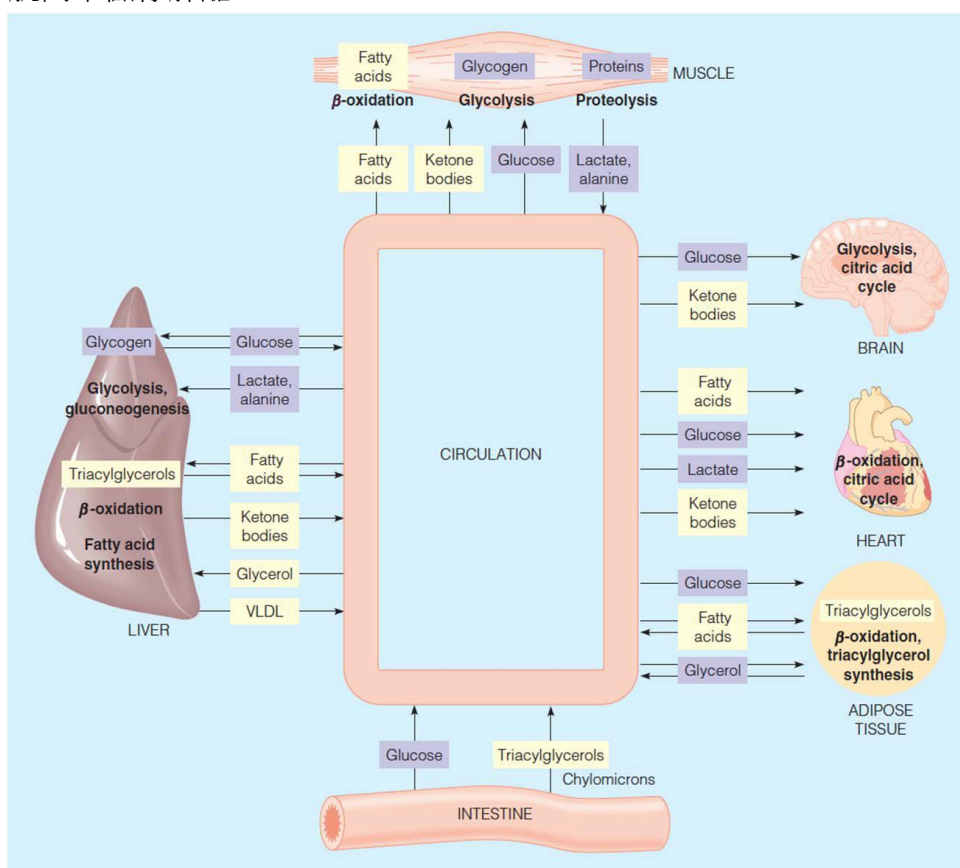 Fatty
acids
β-oxidation
Glycogen
Glycolysis
Proteins
Proteolysis
MUSCLE
Fatty
acids
Ketone
bodies
Glucose
Lactate,
alanine
Glucose
Ketone
bodies
Glycolysis,
citric acid
cycle
BRAIN
Glycogen
Glucose
Glycolysis,
gluconeogenesis
Lactate,
alanine
Triacylglycerols
Fatty
acids
β-oxidation
Ketone
bodies
Fatty acid
synthesis
Glycerol
VLDL
LIVER
CIRCULATION
Fatty
acids
Glucose
Lactate
Ketone
bodies
β-oxidation,
citric acid
cycle
HEART
Glucose
Fatty
acids
Glycerol
Triacylglycerols
β-oxidation,
triacylglycerol
synthesis
ADIPOSE
TISSUE
Glucose
Triacylglycerols
Chylomicrons
INTESTINE